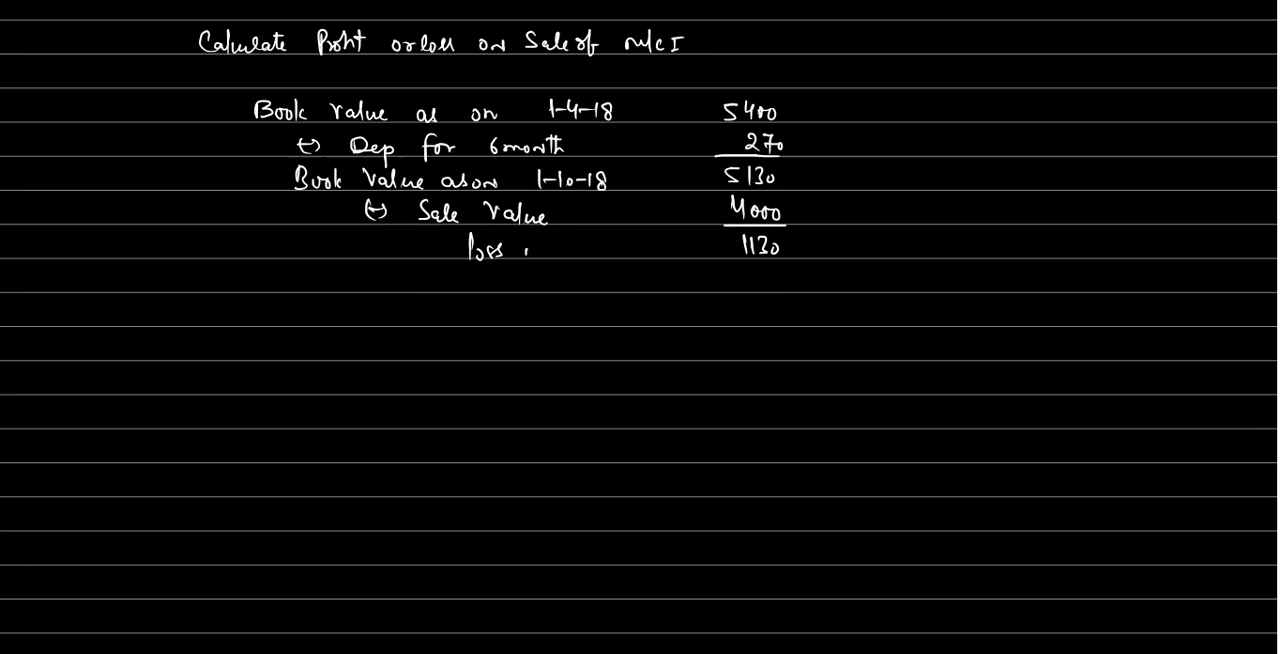 Calculate Profit or loss on Sale of m/c I
Book Value as on 1-4-18 5400
(-) Dep for 6 month 270
Book Value as on 1-10-18 5130
(-) Sale Value 4000
loss 1130